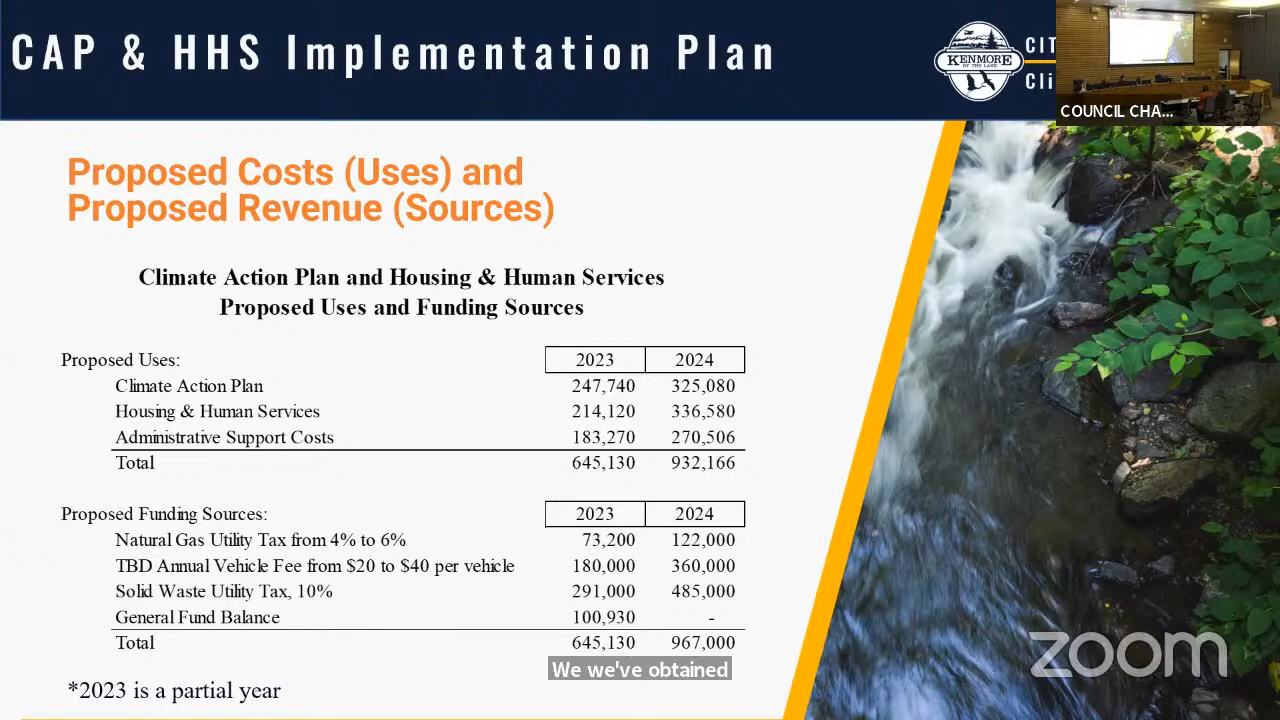 CAP & HHS Implementation Plan
KENMORE
BY THE LAKE
CIT
Cli
COUNCIL CHA...
Proposed Costs (Uses) and
Proposed Revenue (Sources)
Climate Action Plan and Housing & Human Services
Proposed Uses and Funding Sources
Proposed Uses: 2023 2024
Climate Action Plan 247,740 325,080
Housing & Human Services 214,120 336,580
Administrative Support Costs 183,270 270,506
Total 645,130 932,166
Proposed Funding Sources: 2023 2024
Natural Gas Utility Tax from 4% to 6% 73,200 122,000
TBD Annual Vehicle Fee from $20 to $40 per vehicle 180,000 360,000
Solid Waste Utility Tax, 10% 291,000 485,000
General Fund Balance 100,930 -
Total 645,130 967,000
We we've obtained
*2023 is a partial year
zoom